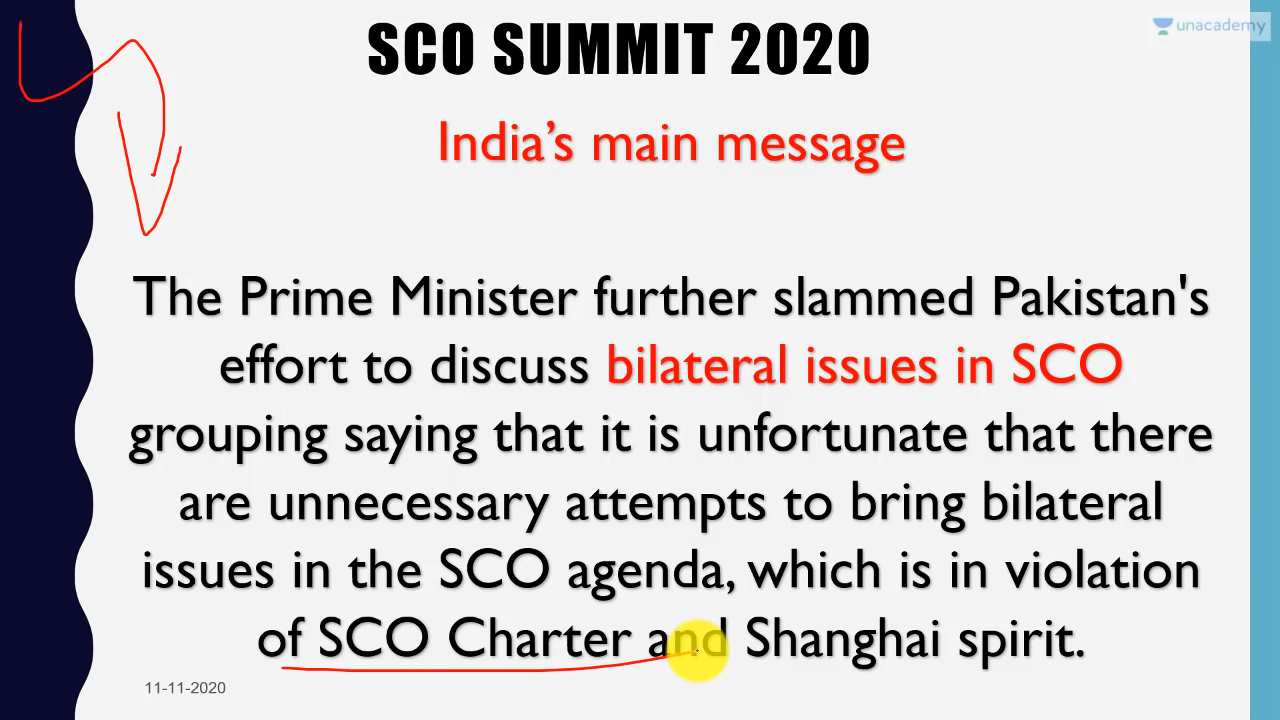 unacademy
SCO SUMMIT 2020
India's main message
The Prime Minister further slammed Pakistan's
effort to discuss bilateral issues in SCO
grouping saying that it is unfortunate that there
are unnecessary attempts to bring bilateral
issues in the SCO agenda, which is in violation
of SCO Charter and Shanghai spirit.
11-11-2020